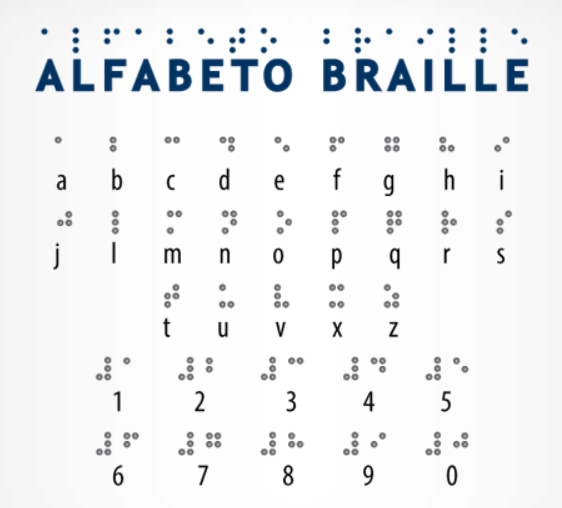 ALFABETO BRAILLE
a b c d e f g h i
j l m n o p q r s
t u v x z
1 2 3 4 5
6 7 8 9 0